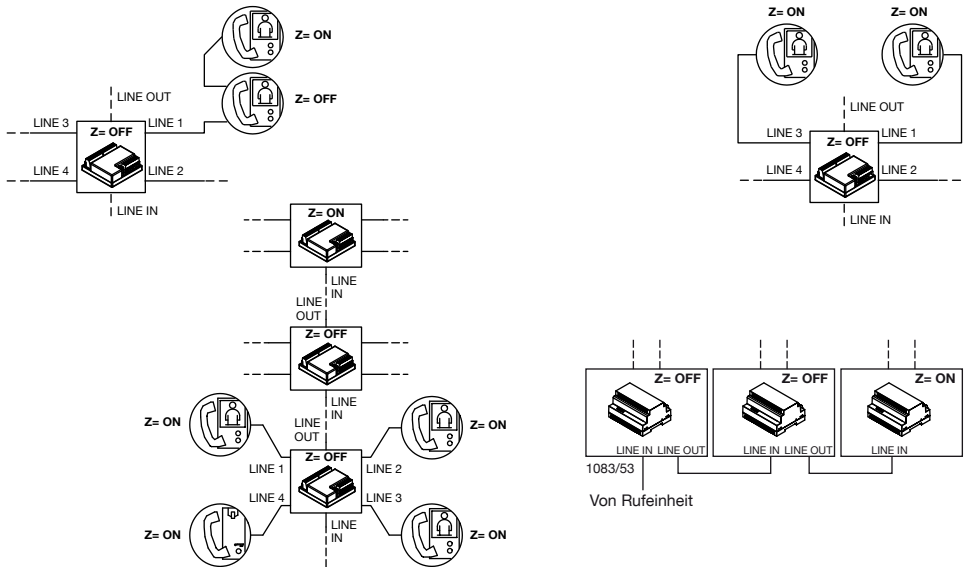 Z= ON
Z= OFF
LINE OUT
LINE 3
LINE 1
Z= OFF
LINE 4
LINE 2
LINE IN
Z= ON
Z= ON
LINE OUT
LINE 3
LINE 1
Z= OFF
LINE 4
LINE 2
LINE IN
Z= ON
LINE
IN
LINE
OUT
Z= OFF
LINE
IN
LINE
OUT
Z= ON
Z= ON
Z= OFF
LINE 1
LINE 2
LINE 4
LINE 3
LINE
IN
Z= ON
Z= ON
Z= OFF
Z= OFF
Z= ON
LINE IN LINE OUT
LINE IN LINE OUT
LINE IN
1083/53
Von Rufeinheit